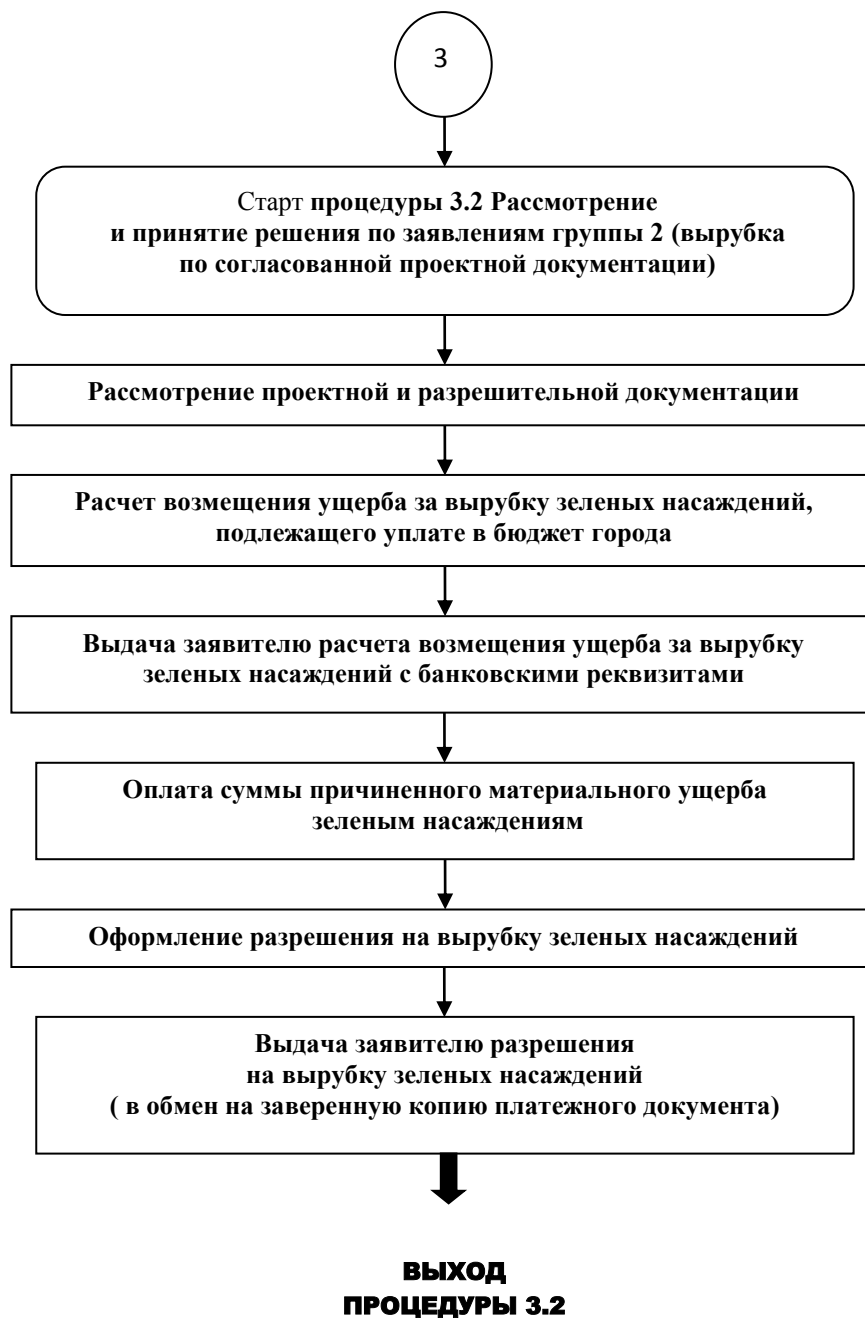 3
Старт процедуры 3.2 Рассмотрение
и принятие решения по заявлениям группы 2 (вырубка
по согласованной проектной документации)
Рассмотрение проектной и разрешительной документации
Расчет возмещения ущерба за вырубку зеленых насаждений,
подлежащего уплате в бюджет города
Выдача заявителю расчета возмещения ущерба за вырубку
зеленых насаждений с банковскими реквизитами
Оплата суммы причиненного материального ущерба
зеленым насаждениям
Оформление разрешения на вырубку зеленых насаждений
Выдача заявителю разрешения
на вырубку зеленых насаждений
( в обмен на заверенную копию платежного документа)
ВЫХОД
ПРОЦЕДУРЫ 3.2